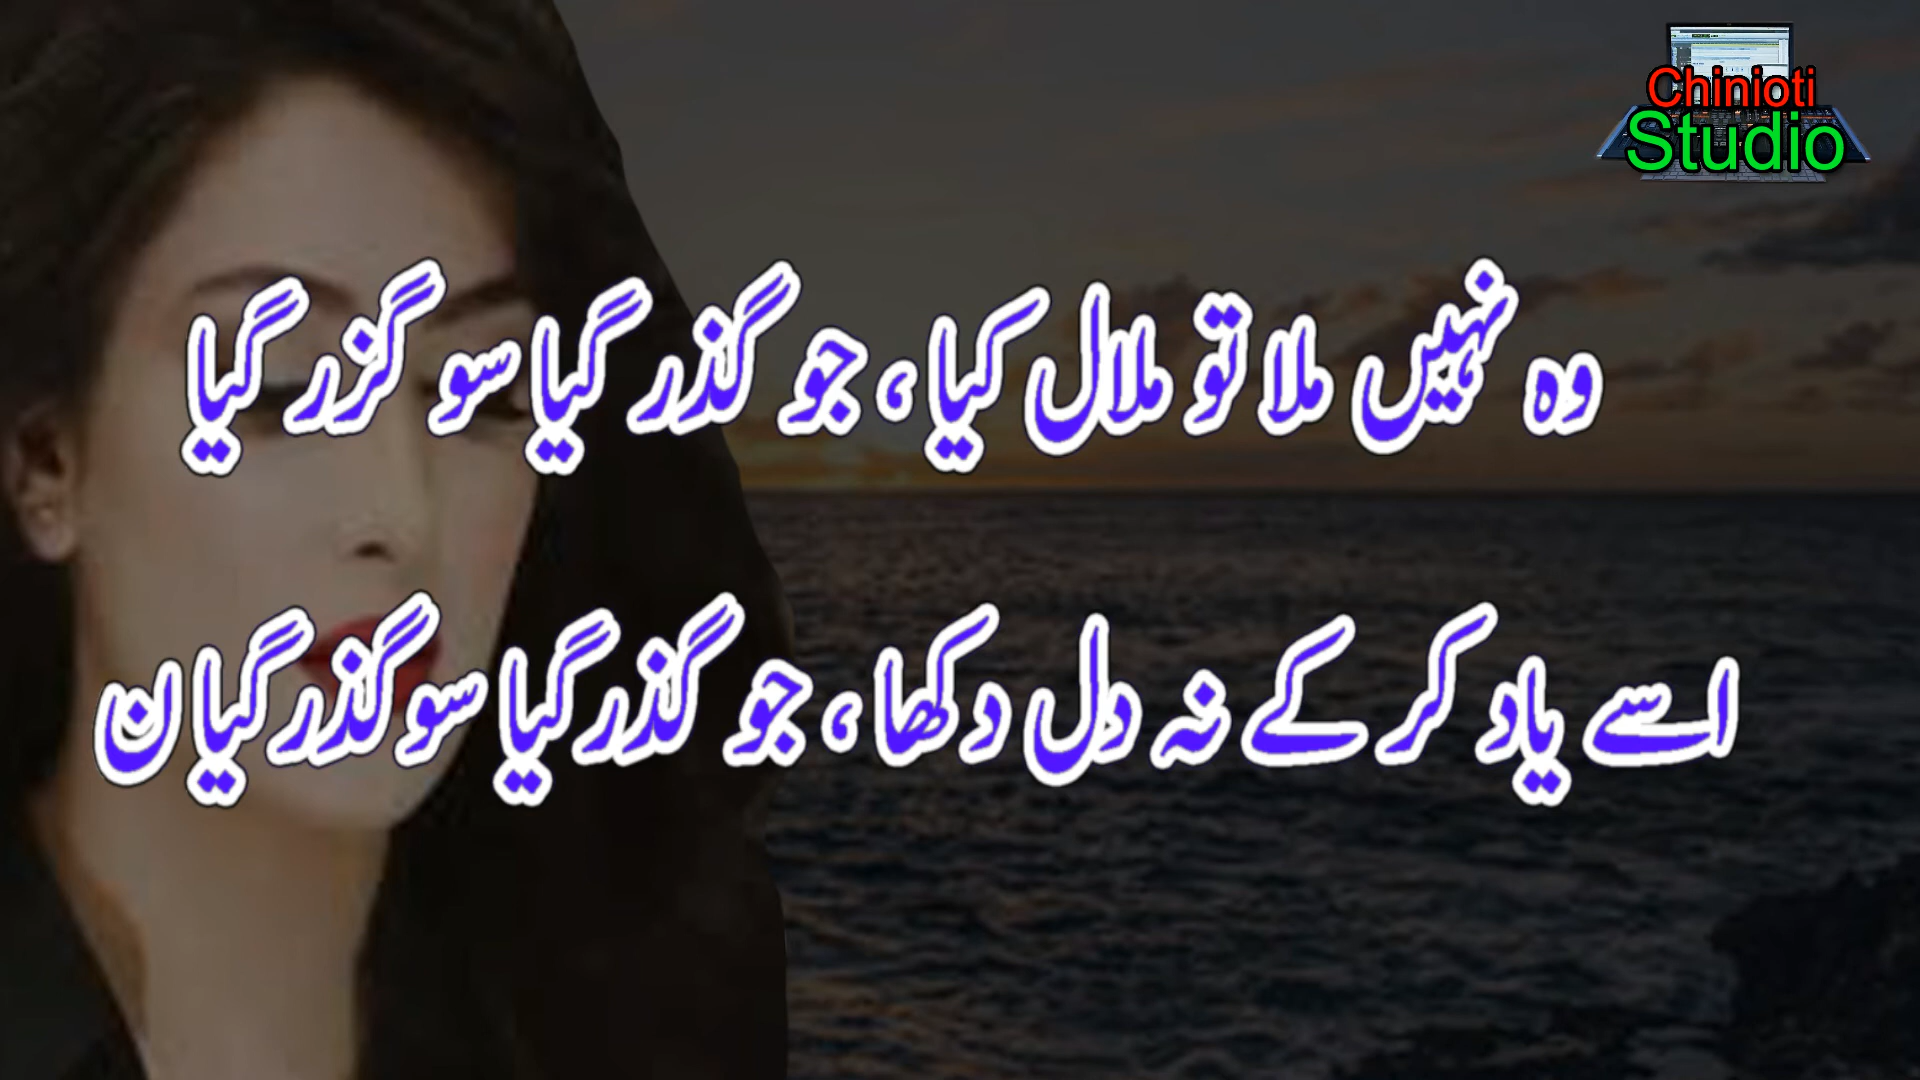 Chinioti
Studio
وہ نہیں ملا تو ملال کیا، جو گذر گیا سو گزر گیا
اسے یاد کر کے نہ دل دکھا، جو گذر گیا سو گذر گیا ن